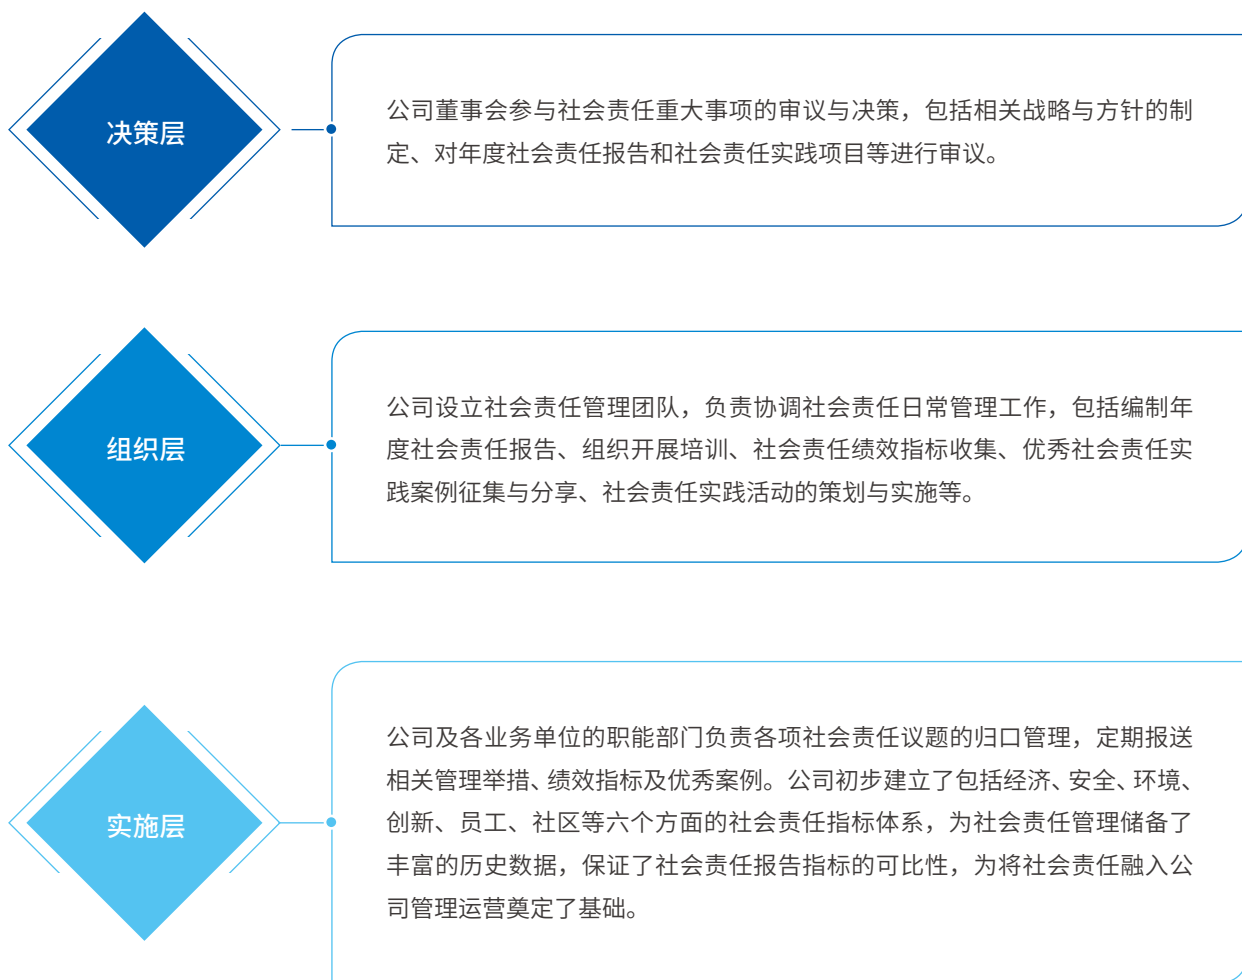 决策层
公司董事会参与社会责任重大事项的审议与决策，包括相关战略与方针的制
定、对年度社会责任报告和社会责任实践项目等进行审议。
组织层
公司设立社会责任管理团队，负责协调社会责任日常管理工作，包括编制年
度社会责任报告、组织开展培训、社会责任绩效指标收集、优秀社会责任实
践案例征集与分享、社会责任实践活动的策划与实施等。
实施层
公司及各业务单位的职能部门负责各项社会责任议题的归口管理，定期报送
相关管理举措、绩效指标及优秀案例。公司初步建立了包括经济、安全、环境、
创新、员工、社区等六个方面的社会责任指标体系，为社会责任管理储备了
丰富的历史数据，保证了社会责任报告指标的可比性，为将社会责任融入公
司管理运营奠定了基础。